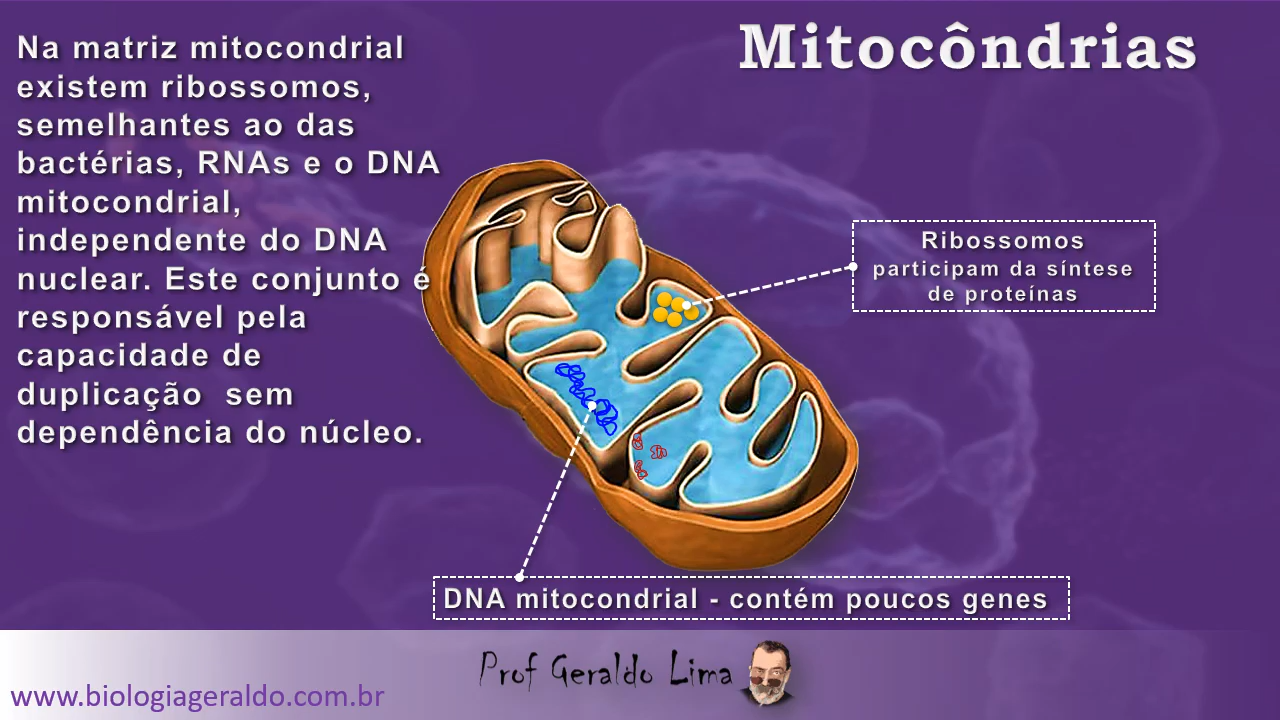 Mitocôndrias
Na matriz mitocondrial
existem ribossomos,
semelhantes ao das
bactérias, RNAs e o DNA
mitocondrial,
independente do DNA
nuclear. Este conjunto é
responsável pela
capacidade de
duplicação sem
dependência do núcleo.
Ribossomos
participam da síntese
de proteínas
DNA mitocondrial - contém poucos genes
Prof Geraldo Lima
www.biologiageraldo.com.br